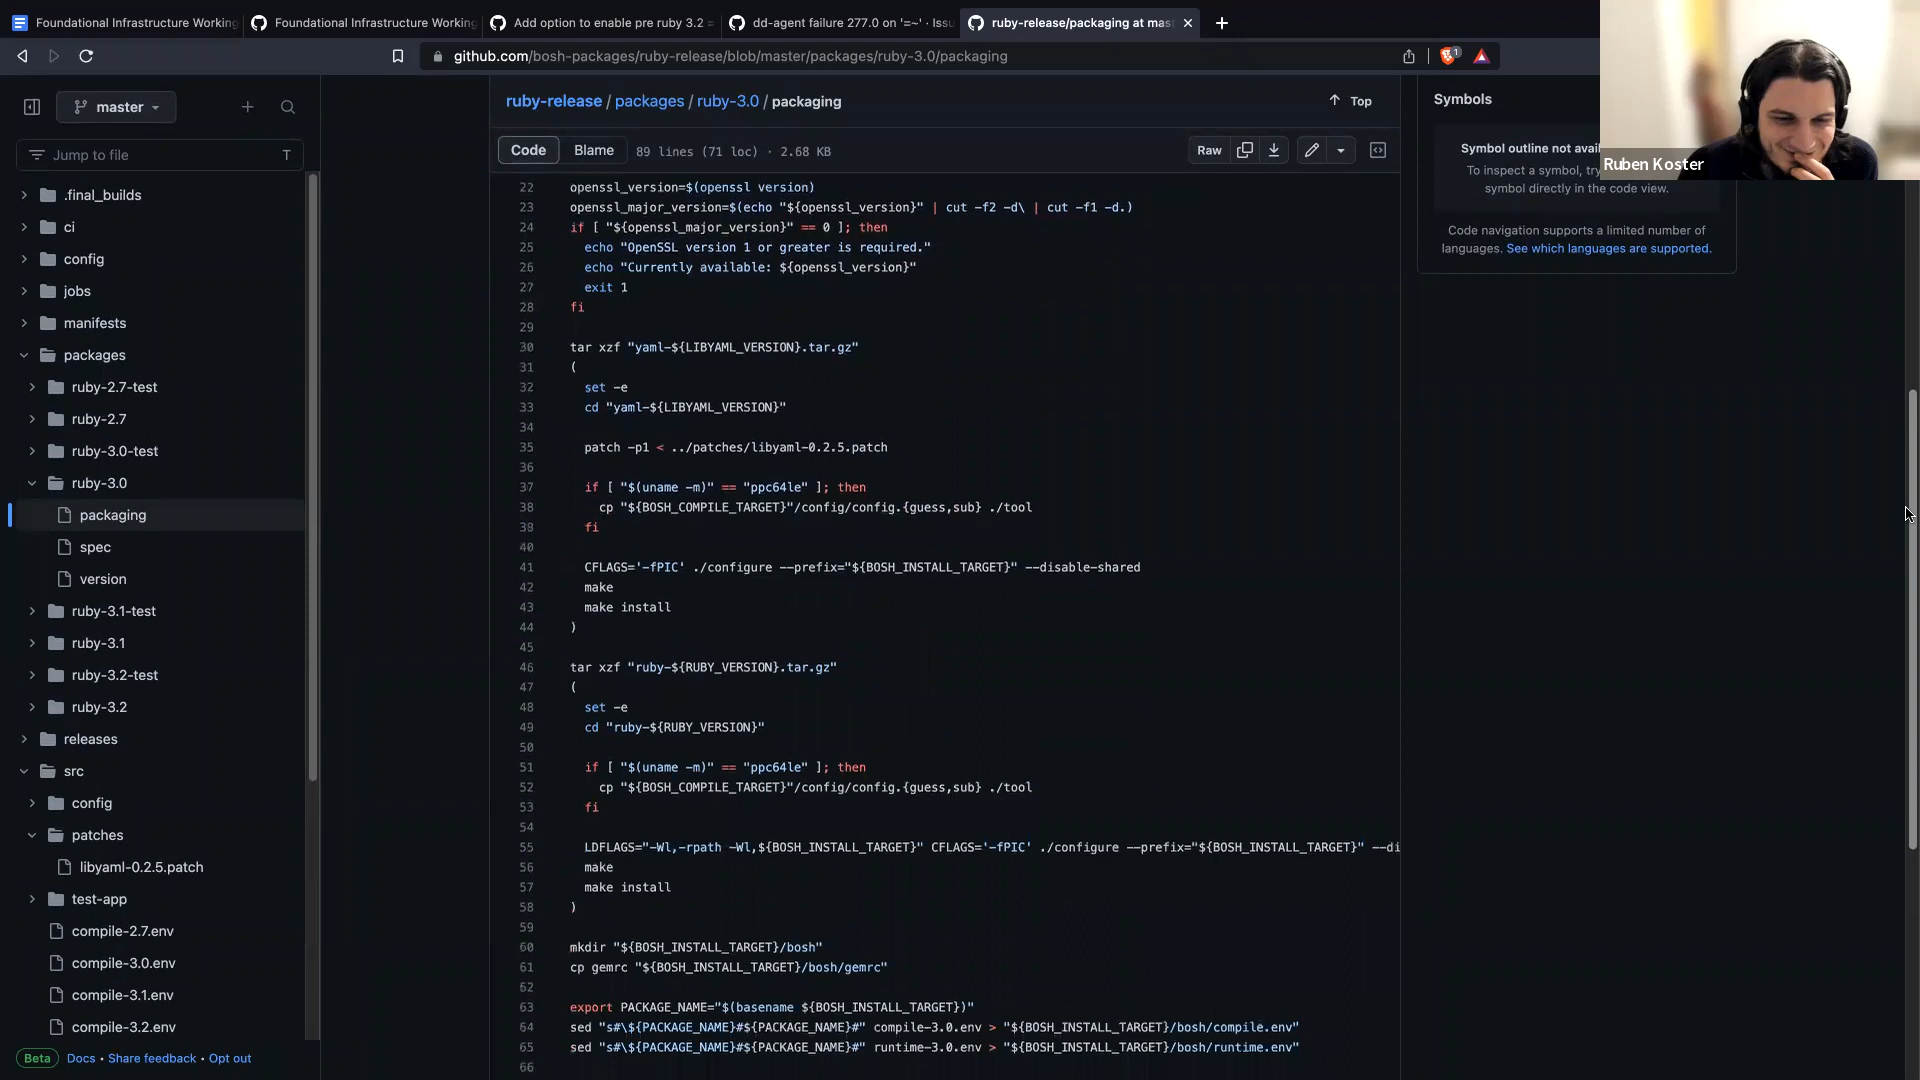 Foundational Infrastructure Working
Foundational Infrastructure Working
Add option to enable pre ruby 3.2 =
dd-agent failure 277.0 on '=~' · Issu
ruby-release/packaging at mas
github.com/bosh-packages/ruby-release/blob/master/packages/ruby-3.0/packaging
1
master
Jump to file
T
.final_builds
ci
config
jobs
manifests
packages
ruby-2.7-test
ruby-2.7
ruby-3.0-test
ruby-3.0
packaging
spec
version
ruby-3.1-test
ruby-3.1
ruby-3.2-test
ruby-3.2
releases
src
config
patches
libyaml-0.2.5.patch
test-app
compile-2.7.env
compile-3.0.env
compile-3.1.env
compile-3.2.env
Beta Docs • Share feedback • Opt out
ruby-release / packages / ruby-3.0 / packaging
Top
Code Blame 89 lines (71 loc) · 2.68 KB
Raw
22 openssl_version=$(openssl version)
23 openssl_major_version=$(echo "${openssl_version}" | cut -f2 -d\ | cut -f1 -d.)
24 if [ "${openssl_major_version}" == 0 ]; then
25 echo "OpenSSL version 1 or greater is required."
26 echo "Currently available: ${openssl_version}"
27 exit 1
28 fi
29
30 tar xzf "yaml-${LIBYAML_VERSION}.tar.gz"
31 (
32 set -e
33 cd "yaml-${LIBYAML_VERSION}"
34
35 patch -p1 < ../patches/libyaml-0.2.5.patch
36
37 if [ "$(uname -m)" == "ppc64le" ]; then
38 cp "${BOSH_COMPILE_TARGET}"/config/config.{guess,sub} ./tool
39 fi
40
41 CFLAGS='-fPIC' ./configure --prefix="${BOSH_INSTALL_TARGET}" --disable-shared
42 make
43 make install
44 )
45
46 tar xzf "ruby-${RUBY_VERSION}.tar.gz"
47 (
48 set -e
49 cd "ruby-${RUBY_VERSION}"
50
51 if [ "$(uname -m)" == "ppc64le" ]; then
52 cp "${BOSH_COMPILE_TARGET}"/config/config.{guess,sub} ./tool
53 fi
54
55 LDFLAGS="-Wl,-rpath -Wl,${BOSH_INSTALL_TARGET}" CFLAGS='-fPIC' ./configure --prefix="${BOSH_INSTALL_TARGET}" --di
56 make
57 make install
58 )
59
60 mkdir "${BOSH_INSTALL_TARGET}/bosh"
61 cp gemrc "${BOSH_INSTALL_TARGET}/bosh/gemrc"
62
63 export PACKAGE_NAME="$(basename ${BOSH_INSTALL_TARGET})"
64 sed "s#\${PACKAGE_NAME}#${PACKAGE_NAME}#" compile-3.0.env > "${BOSH_INSTALL_TARGET}/bosh/compile.env"
65 sed "s#\${PACKAGE_NAME}#${PACKAGE_NAME}#" runtime-3.0.env > "${BOSH_INSTALL_TARGET}/bosh/runtime.env"
66
Symbols
Symbol outline not avai
To inspect a symbol, try
symbol directly in the code view.
Code navigation supports a limited number of
languages. See which languages are supported.
Ruben Koster